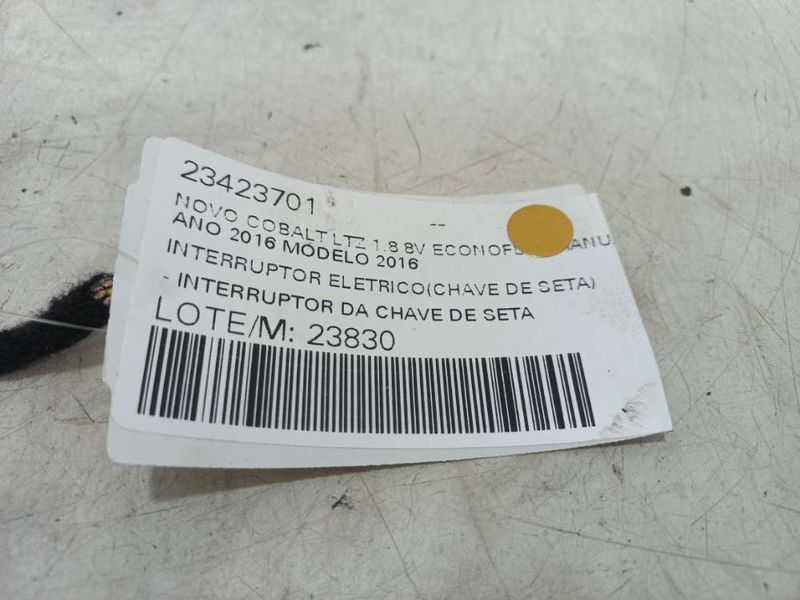 23423701
--
NOVO COBALT LTZ 1.8 8V
ANO 2016 MODELO 2016
INTERRUPTOR ELETRICO(CHAVE DE SETA)
- INTERRUPTOR DA CHAVE DE SETA
LOTE/M: 23830